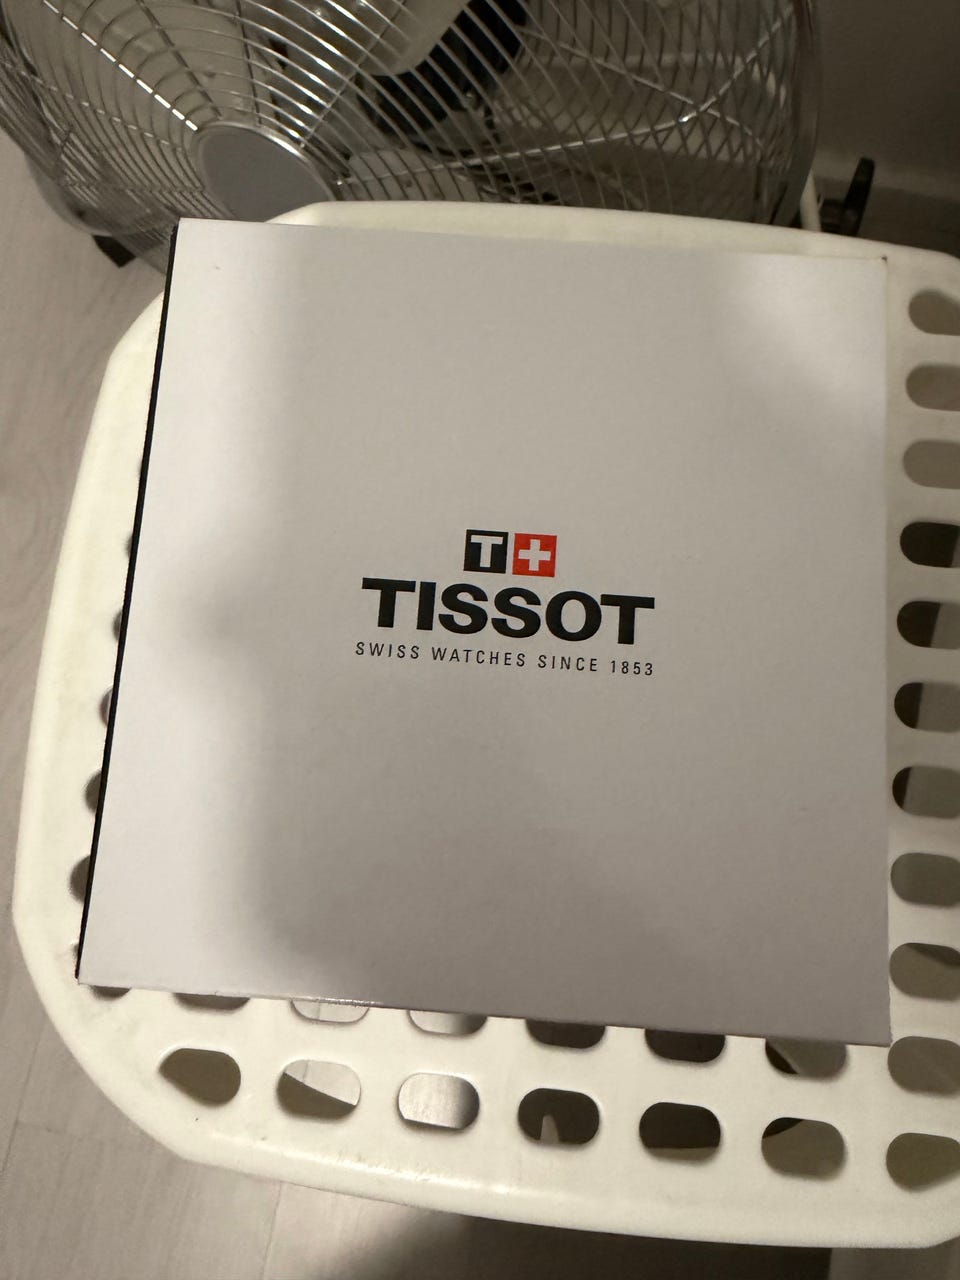 T+
TISSOT
SWISS WATCHES SINCE 1853